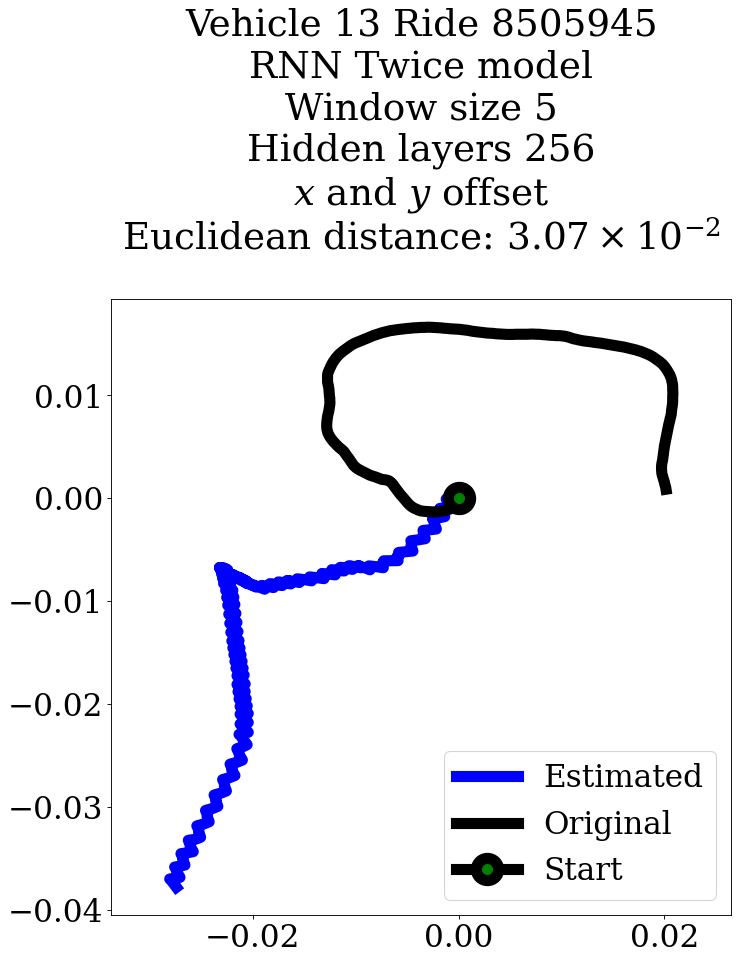 Vehicle 13 Ride 8505945
RNN Twice model
Window size 5
Hidden layers 256
x and y offset
Euclidean distance: 3.07 × 10⁻²
0.01
0.00
−0.01
−0.02
−0.03
−0.04
−0.02
0.00
0.02
Estimated
Original
Start